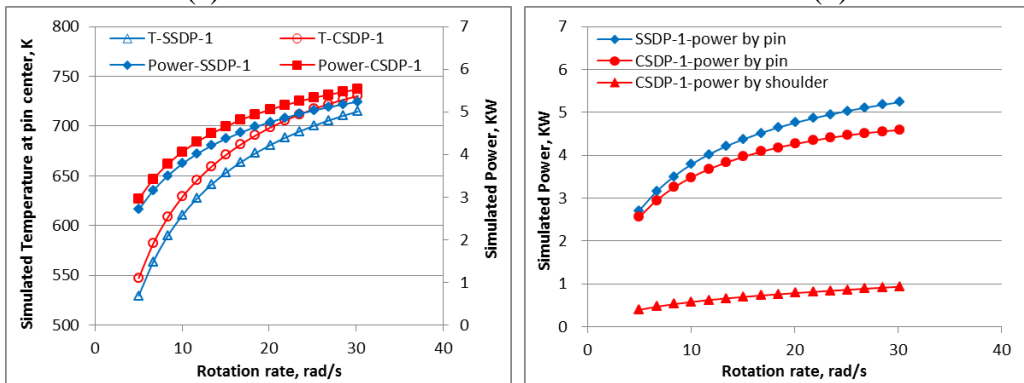 800
750
700
650
600
550
500
Simulated Temperature at pin center, K
T-SSDP-1
T-CSDP-1
Power-SSDP-1
Power-CSDP-1
7
6
5
4
3
2
1
0
Simulated Power, KW
0 10 20 30 40
Rotation rate, rad/s
7
6
5
4
3
2
1
0
Simulated Power, KW
SSDP-1-power by pin
CSDP-1-power by pin
CSDP-1-power by shoulder
0 10 20 30 40
Rotation rate, rad/s